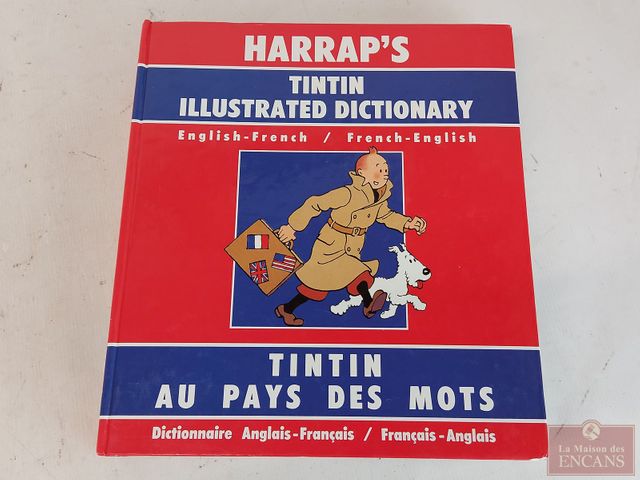 HARRAP'S
TINTIN
ILLUSTRATED DICTIONARY
English-French / French-English
TINTIN
AU PAYS DES MOTS
Dictionnaire Anglais-Français / Français-Anglais
La Maison des
ENCANS